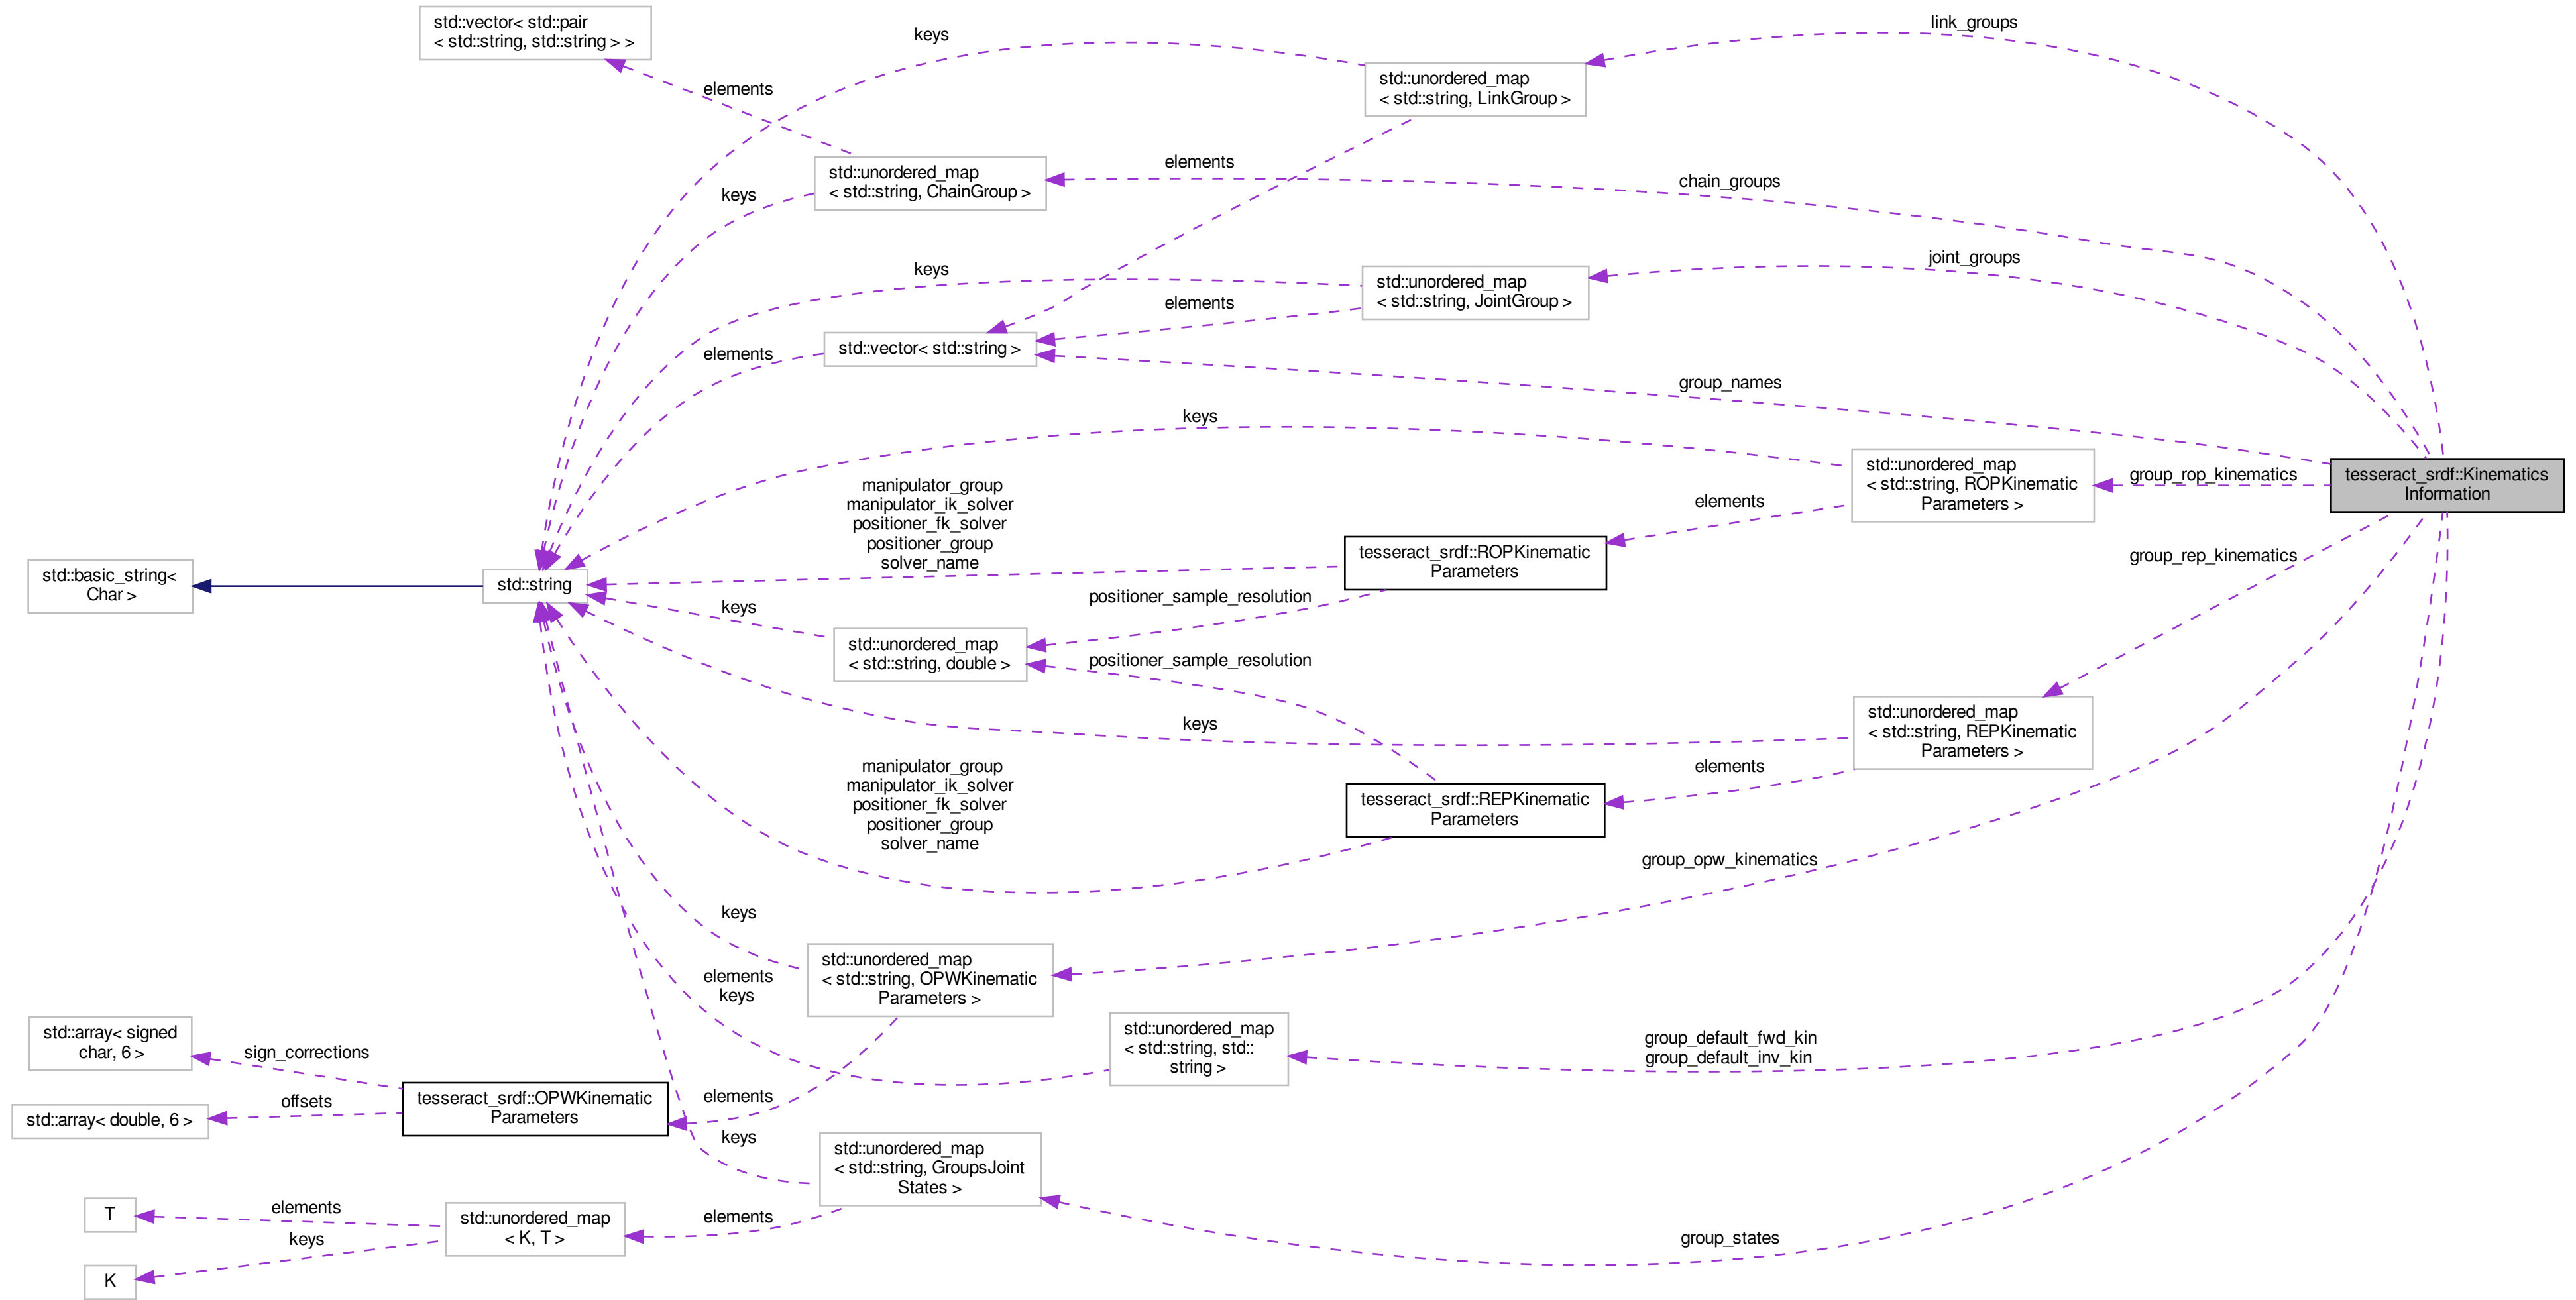 std::vector< std::pair
< std::string, std::string > >
keys
link_groups
std::unordered_map
< std::string, LinkGroup >
elements
std::unordered_map
< std::string, ChainGroup >
elements
chain_groups
keys
keys
joint_groups
std::unordered_map
< std::string, JointGroup >
elements
std::vector< std::string >
elements
group_names
keys
std::unordered_map
< std::string, ROPKinematic
Parameters >
group_rop_kinematics
tesseract_srdf::Kinematics
Information
manipulator_group
manipulator_ik_solver
positioner_fk_solver
positioner_group
solver_name
elements
tesseract_srdf::ROPKinematic
Parameters
group_rep_kinematics
std::basic_string<
Char >
std::string
positioner_sample_resolution
keys
std::unordered_map
< std::string, double >
positioner_sample_resolution
keys
std::unordered_map
< std::string, REPKinematic
Parameters >
elements
manipulator_group
manipulator_ik_solver
positioner_fk_solver
positioner_group
solver_name
tesseract_srdf::REPKinematic
Parameters
group_opw_kinematics
keys
std::unordered_map
< std::string, OPWKinematic
Parameters >
elements
keys
std::array< signed
char, 6 >
sign_corrections
std::unordered_map
< std::string, std::
string >
group_default_fwd_kin
group_default_inv_kin
tesseract_srdf::OPWKinematic
Parameters
elements
offsets
std::array< double, 6 >
keys
std::unordered_map
< std::string, GroupsJoint
States >
T
elements
std::unordered_map
< K, T >
elements
keys
group_states
K